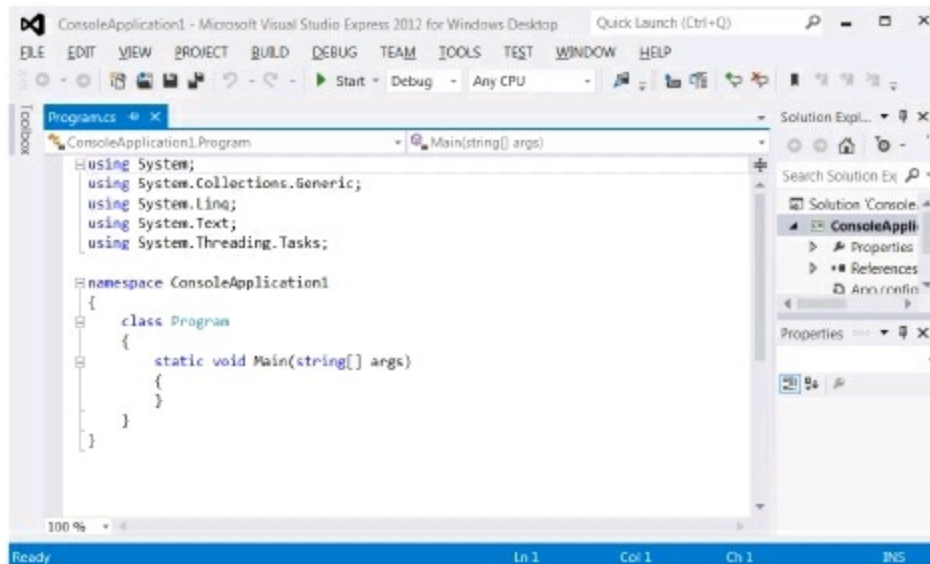 ConsoleApplication1 - Microsoft Visual Studio Express 2012 for Windows Desktop Quick Launch (Ctrl+Q)
FILE EDIT VIEW PROJECT BUILD DEBUG TEAM TOOLS TEST WINDOW HELP
Start Debug Any CPU
Toolbox
Program.cs
Solution Expl...
ConsoleApplication1.Program Main(string[] args)
using System;
using System.Collections.Generic;
using System.Linq;
using System.Text;
using System.Threading.Tasks;
namespace ConsoleApplication1
{
class Program
{
static void Main(string[] args)
{
}
}
}
Search Solution Ex
Solution 'Console.
ConsoleAppli
Properties
References
App.config
Properties
100 %
Ready Ln 1 Col 1 Ch 1 INS